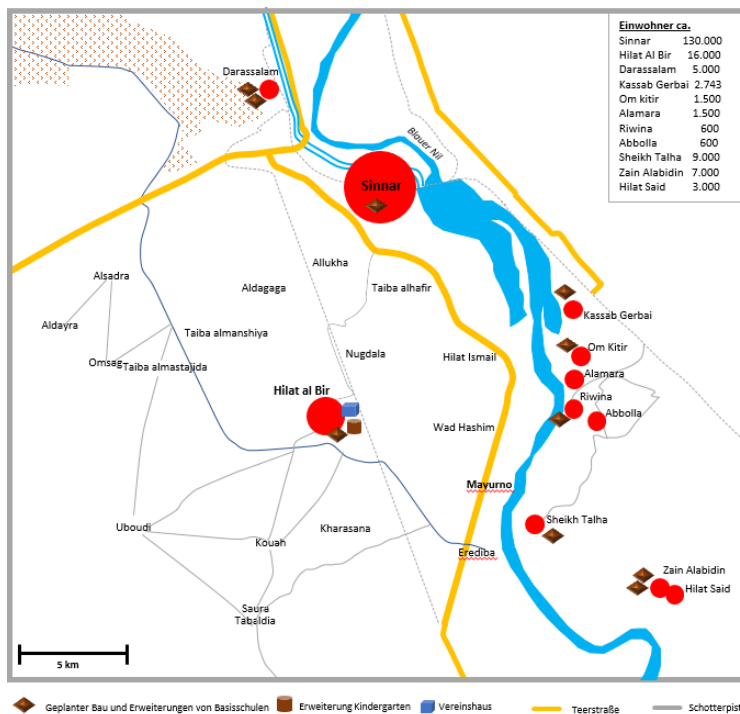 Einwohner ca.
Sinnar 130.000
Hilat Al Bir 16.000
Darassalam 5.000
Kassab Gerbai 2.743
Om kitir 1.500
Alamara 1.500
Riwina 600
Abbolla 600
Sheikh Talha 9.000
Zain Alabidin 7.000
Hilat Said 3.000
Darassalam
Blauer Nil
Sinnar
Allukha
Alsadra
Aldagaga
Taiba alhafir
Kassab Gerbai
Aldayra
Taiba almanshiya
Om Kitir
Nugdala
Hilat Ismail
Omsag
Taiba almastajida
Alamara
Hilat al Bir
Riwina
Abbolla
Wad Hashim
Mayurno
Sheikh Talha
Uboudi
Kharasana
Kouah
Erediba
Zain Alabidin
Hilat Said
Saura
Tabaldia
5 km
Geplanter Bau und Erweiterungen von Basisschulen
Erweiterung Kindergarten
Vereinshaus
Teerstraße
Schotterpist